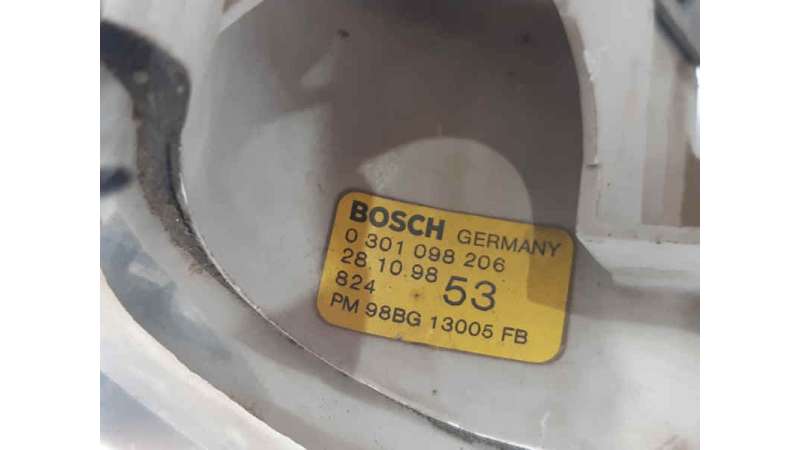 BOSCH GERMANY
0 301 098 206
28 10.98 53
824
PM 98BG 13005 FB